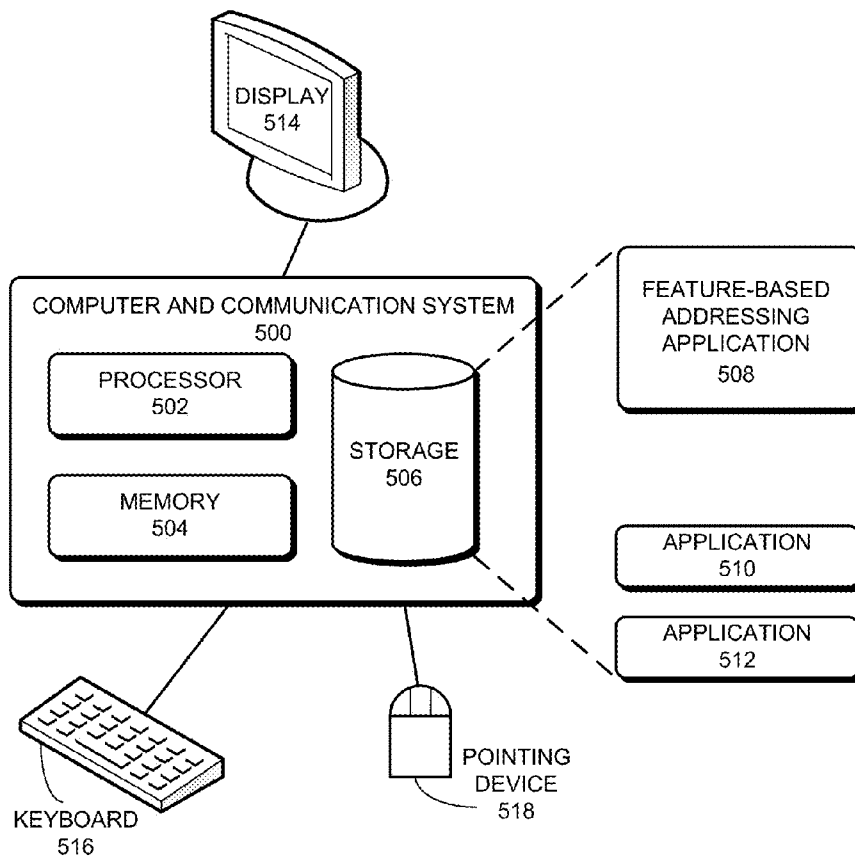 DISPLAY
514
COMPUTER AND COMMUNICATION SYSTEM
500
PROCESSOR
502
MEMORY
504
STORAGE
506
FEATURE-BASED
ADDRESSING
APPLICATION
508
APPLICATION
510
APPLICATION
512
KEYBOARD
516
POINTING
DEVICE
518